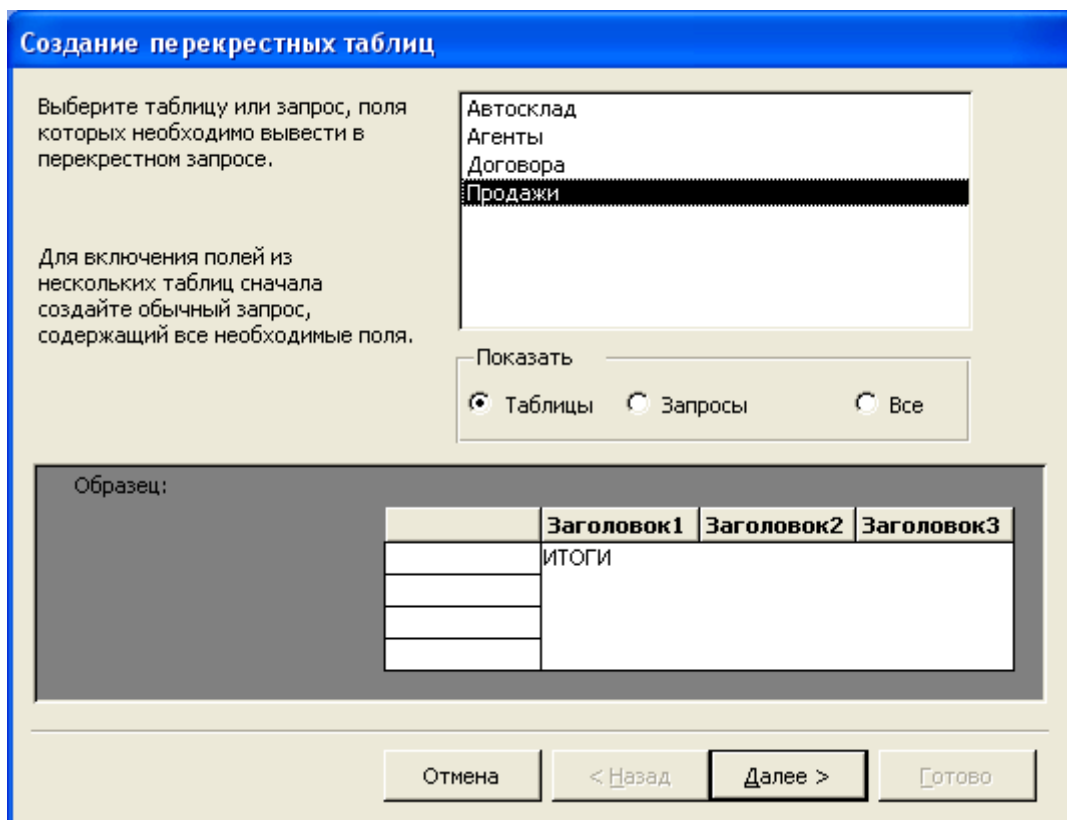 Создание перекрестных таблиц
Выберите таблицу или запрос, поля
которых необходимо вывести в
перекрестном запросе.
Для включения полей из
нескольких таблиц сначала
создайте обычный запрос,
содержащий все необходимые поля.
Автосклад
Агенты
Договора
Продажи
Показать
Таблицы Запросы Все
Образец:
Заголовок1 Заголовок2 Заголовок3
ИТОГИ
Отмена < Назад Далее > Готово